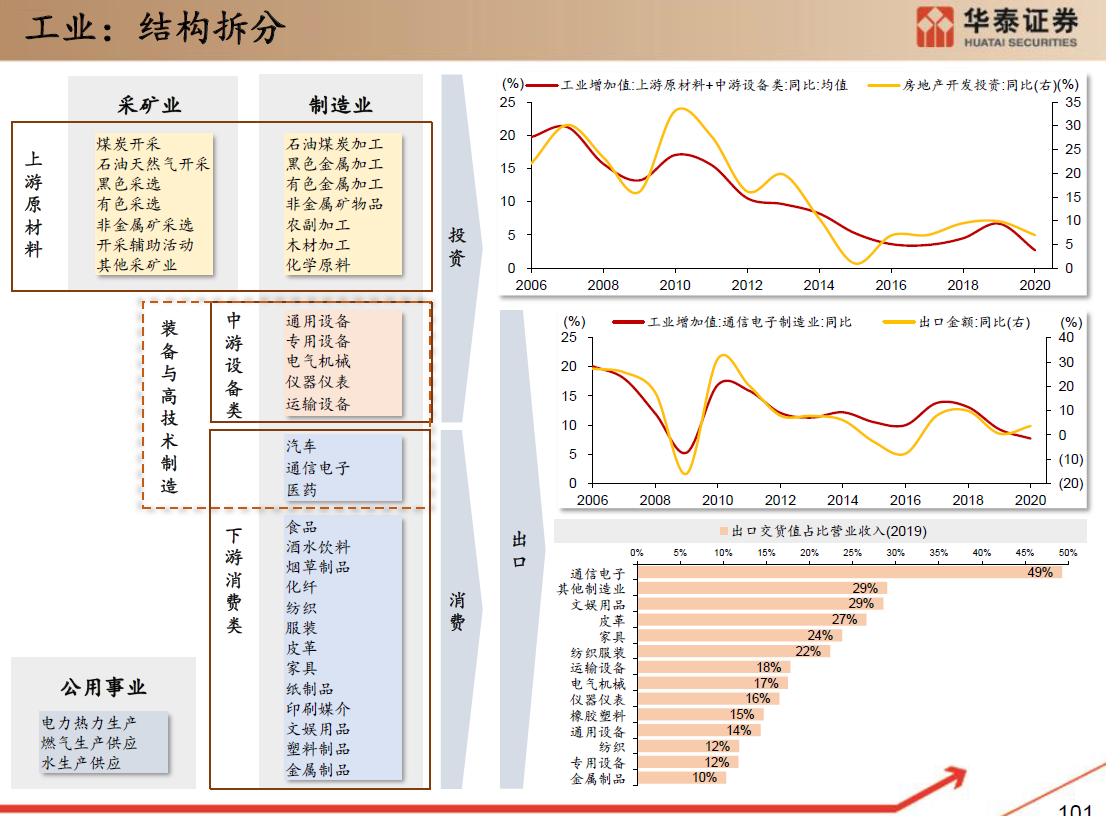 工业：结构拆分
华泰证券
HUATAI SECURITIES
采矿业
制造业
上游原材料
煤炭开采
石油天然气开采
黑色采选
有色采选
非金属矿采选
开采辅助活动
其他采矿业
石油煤炭加工
黑色金属加工
有色金属加工
非金属矿物品
农副加工
木材加工
化学原料
投资
装备与高技术制造
中游设备类
通用设备
专用设备
电气机械
仪器仪表
运输设备
汽车
通信电子
医药
下游消费类
食品
酒水饮料
烟草制品
化纤
纺织
服装
皮革
家具
纸制品
印刷媒介
文娱用品
塑料制品
金属制品
消费
出口
公用事业
电力热力生产
燃气生产供应
水生产供应
(%) 工业增加值:上游原材料+中游设备类:同比:均值 房地产开发投资:同比(右)(%)
25 35
30
20 25
15 20
15
10 10
5 5
0 0
2006 2008 2010 2012 2014 2016 2018 2020
(%) 工业增加值:通信电子制造业:同比 出口金额:同比(右) (%)
25 40
20 30
20
15 10
10 0
5 (10)
0 (20)
2006 2008 2010 2012 2014 2016 2018 2020
出口交货值占比营业收入(2019)
0% 5% 10% 15% 20% 25% 30% 35% 40% 45% 50%
通信电子 49%
其他制造业 29%
文娱用品 29%
皮革 27%
家具 24%
纺织服装 22%
运输设备 18%
电气机械 17%
仪器仪表 16%
橡胶塑料 15%
通用设备 14%
纺织 12%
专用设备 12%
金属制品 10%
101